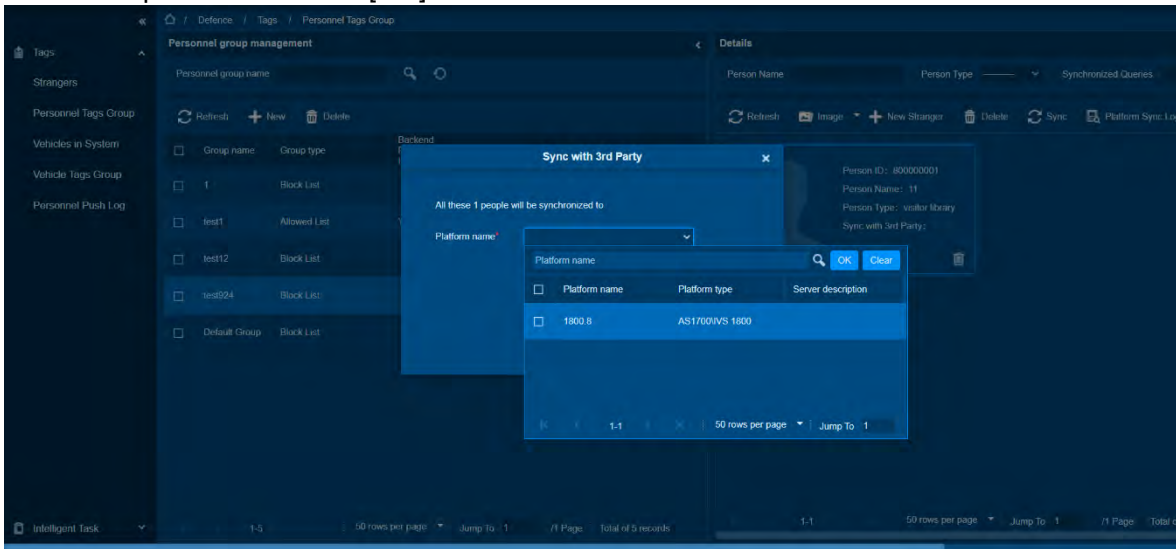 Defence / Tags / Personnel Tags Group
Tags
Strangers
Personnel Tags Group
Vehicles in System
Vehicle Tags Group
Personnel Push Log
Intelligent Task
Personnel group management
Personnel group name
Refresh New Delete
Group name Group type Backend
1 Block List
test1 Allowed List
test12 Block List
test924 Block List
Default Group Block List
1-5 50 rows per page Jump To 1 /1 Page Total of 5 records
Details
Person Name Person Type Synchronized Queries
Refresh Image New Stranger Delete Sync Platform Sync Log
Person ID: 800000001
Person Name: 11
Person Type: visitor library
Sync with 3rd Party:
1-1 50 rows per page Jump To 1 /1 Page Total
Sync with 3rd Party
All these 1 people will be synchronized to
Platform name*
Platform name OK Clear
Platform name Platform type Server description
1800.8 AS1700\IVS 1800
1-1 50 rows per page Jump To 1